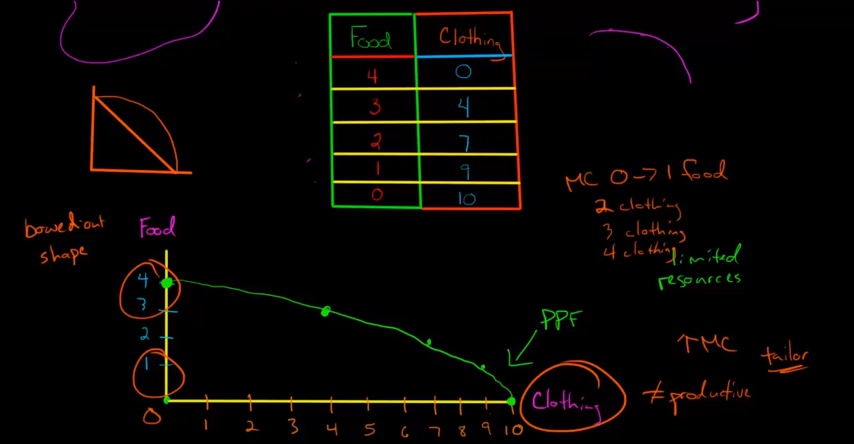 Food Clothing
4 0
3 4
2 7
1 9
0 10
MC 0 → 1 food
2 clothing
3 clothing
4 clothing
limited
resources
bowed out
shape
Food
4
3
2
1
0
1 2 3 4 5 6 7 8 9 10
Clothing
PPF
↑MC
tailor
≠ productive